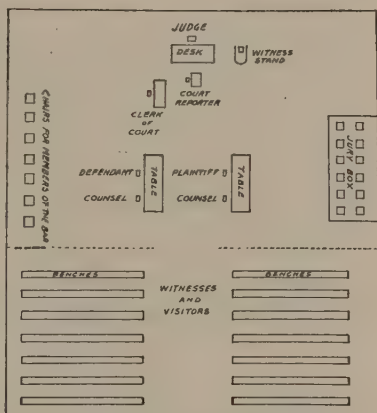 JUDGE
DESK
WITNESS
STAND
COURT
REPORTER
CLERK
OF
COURT
CHAIRS FOR MEMBERS OF THE BAR
DEFENDANT
TABLE
PLAINTIFF
TABLE
COUNSEL
COUNSEL
JURY BOX
BENCHES
BENCHES
WITNESSES
AND
VISITORS